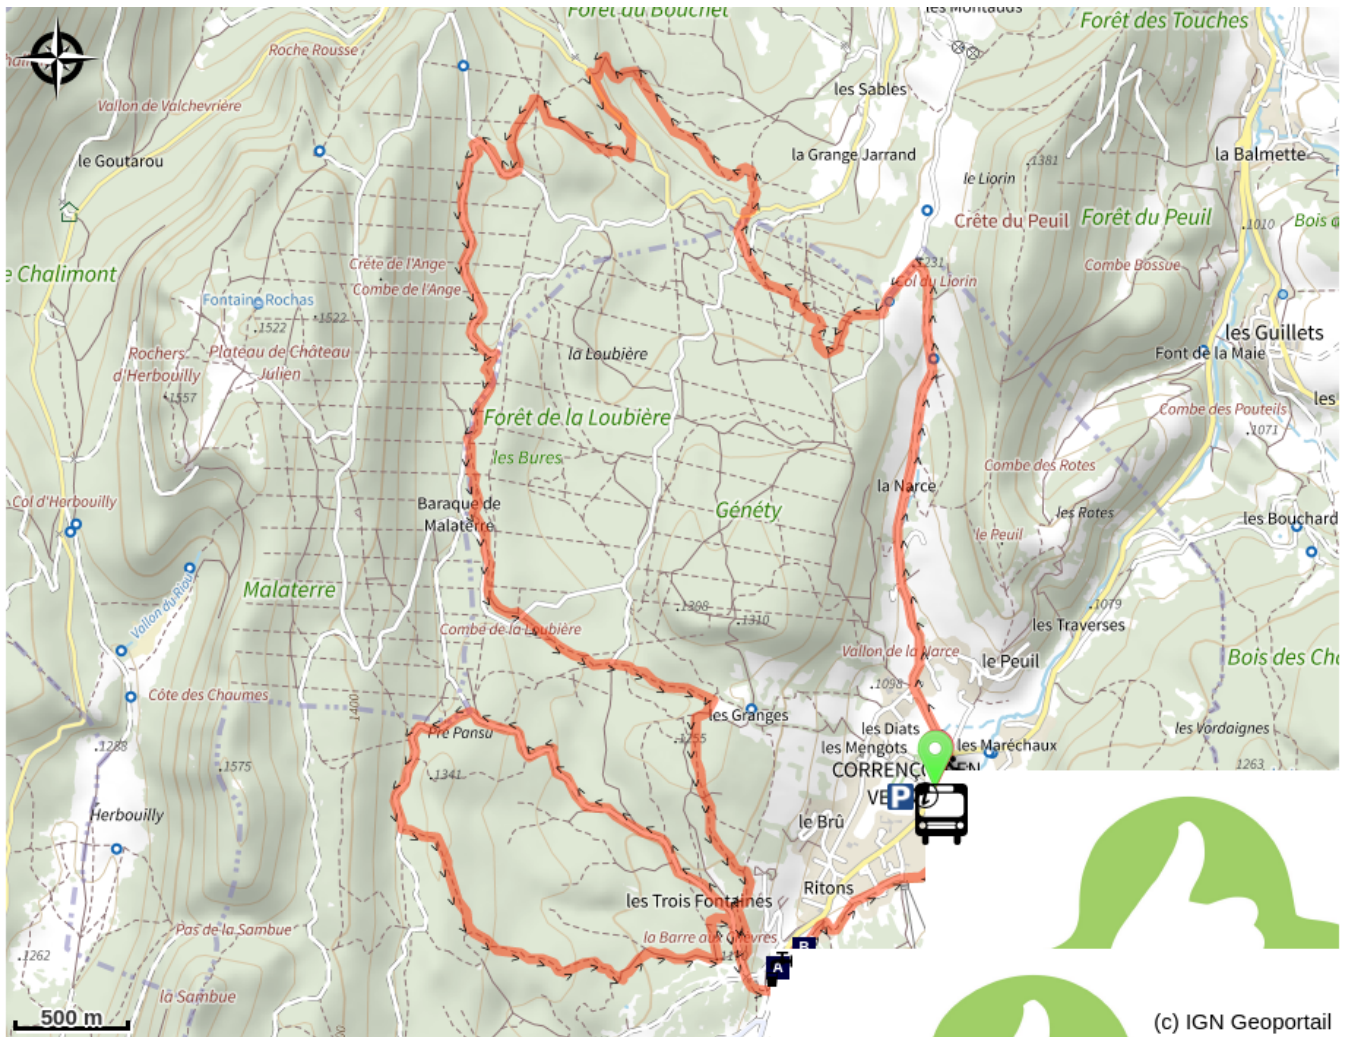 Forêt du Bouchet
les Montauds
Forêt des Touches
Roche Rousse
les Sables
Vallon de Valchevrière
le Goutarou
la Grange Jarrand
1381
la Balmette
le Liorin
Crête du Peuil
Forêt du Peuil
1010
Bois d
e Chalimont
Crête de l'Ange
Combe de l'Ange
1231
Combe Bossue
Col du Liorin
Fontaine Rochas
1522
1522
les Guillets
Rochers
d'Herbouilly
Plateau de Château
Julien
la Loubière
Font de la Maie
1557
les
Forêt de la Loubière
Combe des Pouteils
1071
les Bures
Combe des Rotes
Col d'Herbouilly
Baraque de
Malaterre
la Narce
Généty
les Rotes
les Bouchard
le Peuil
Vallon du Riou
Malaterre
1308
1310
1079
les Traverses
Combe de la Loubière
Vallon de la Narce
le Peuil
Bois des Ch
Côte des Chaumes
1400
1098
les Granges
les Diats
les Vordaignes
Pré Pansu
1155
les Mengots
les Maréchaux
1288
1575
1341
CORRENÇ
EN
1263
P
VE
Herbouilly
le Brû
Ritons
les Trois Fontaines
Pas de la Sambue
la Barre aux Chèvres
B
1262
A
la Sambue
500 m
(c) IGN Geoportail